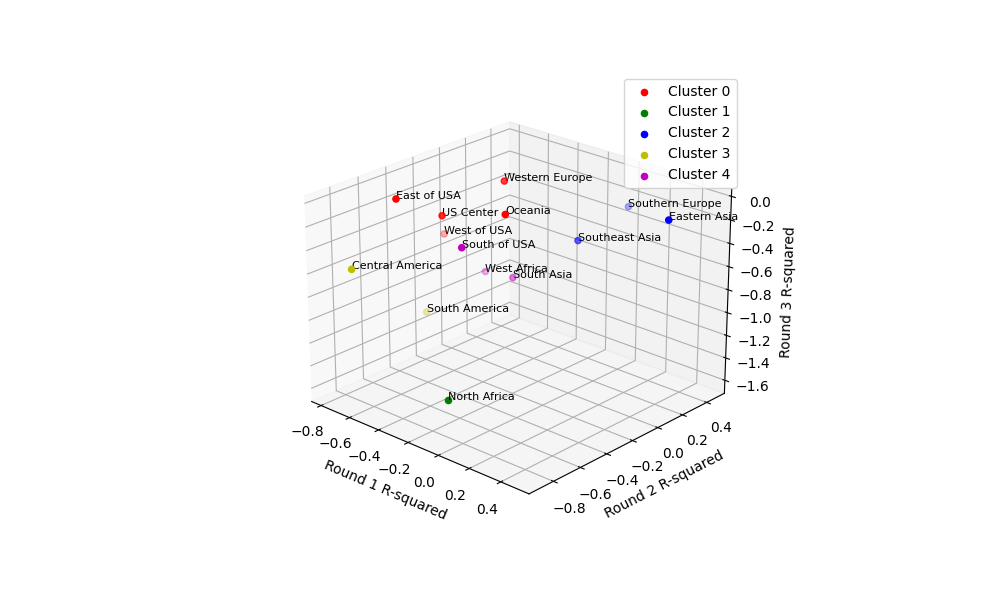 Cluster 0
Cluster 1
Cluster 2
Cluster 3
Cluster 4
Western Europe
East of USA
Southern Europe
US Center
Oceania
Eastern Asia
West of USA
Southeast Asia
South of USA
Central America
West Africa
South Asia
South America
North Africa
0.0
−0.2
−0.4
−0.6
−0.8
−1.0
−1.2
−1.4
−1.6
Round 3 R-squared
−0.8
−0.6
−0.4
−0.2
0.0
0.2
0.4
Round 1 R-squared
−0.8
−0.6
−0.4
−0.2
0.0
0.2
0.4
Round 2 R-squared